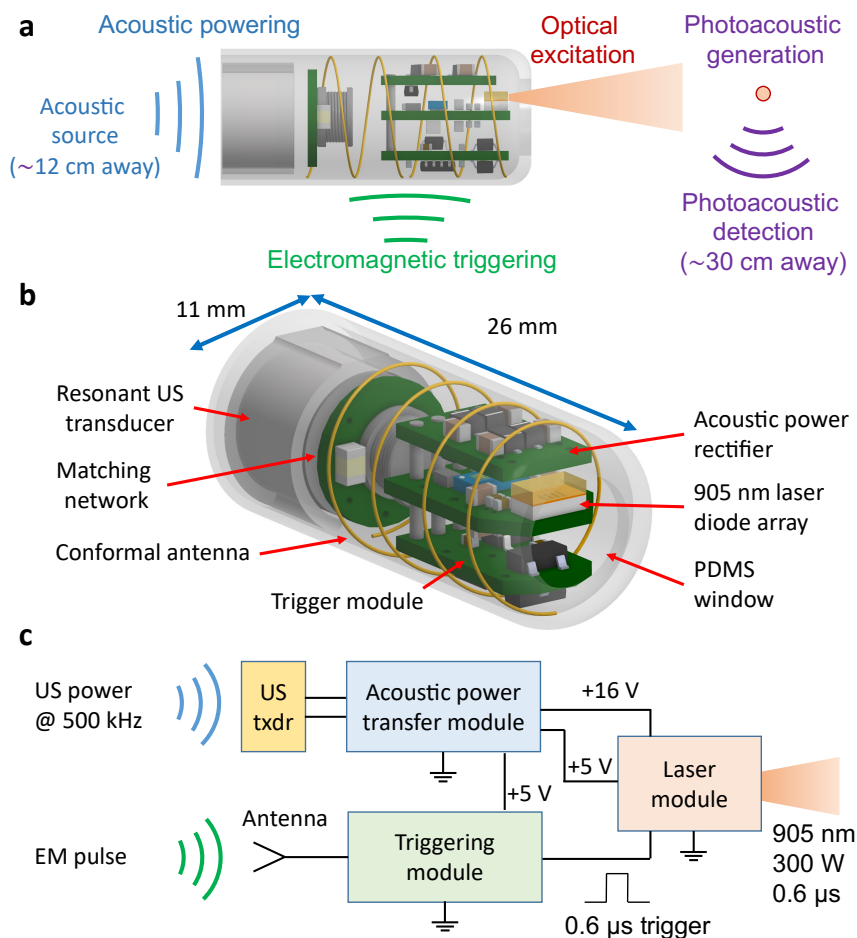 a
Acoustic powering
Optical
excitation
Photoacoustic
generation
Acoustic
source
(~12 cm away)
Photoacoustic
detection
(~30 cm away)
Electromagnetic triggering
b
11 mm
26 mm
Resonant US
transducer
Matching
network
Conformal antenna
Trigger module
Acoustic power
rectifier
905 nm laser
diode array
PDMS
window
c
US power
@ 500 kHz
US
txdr
Acoustic power
transfer module
+16 V
+5 V
+5 V
Laser
module
Antenna
EM pulse
Triggering
module
0.6 µs trigger
905 nm
300 W
0.6 µs